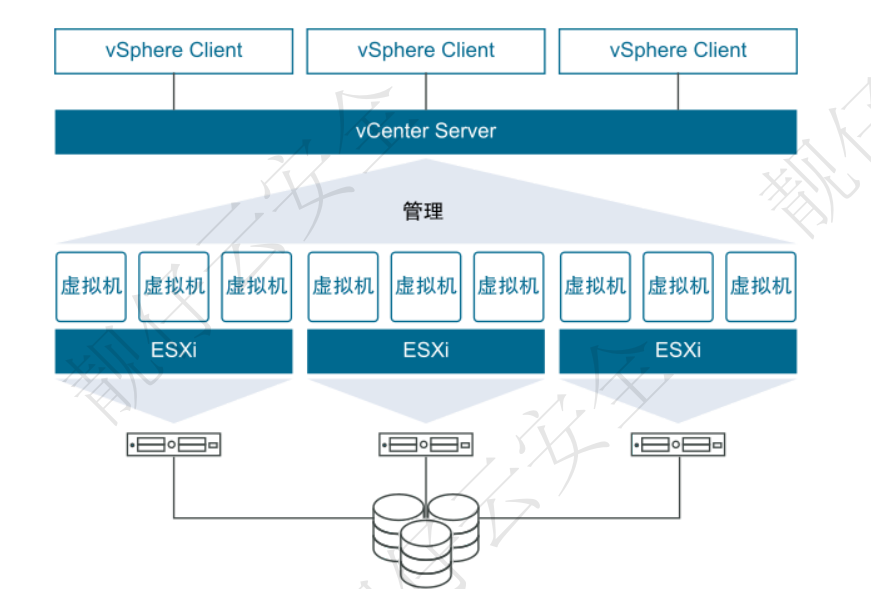 vSphere Client
vSphere Client
vSphere Client
vCenter Server
管理
虚拟机
虚拟机
虚拟机
虚拟机
虚拟机
虚拟机
虚拟机
虚拟机
虚拟机
ESXi
ESXi
ESXi
靓仔云安全
靓仔云安全
靓仔